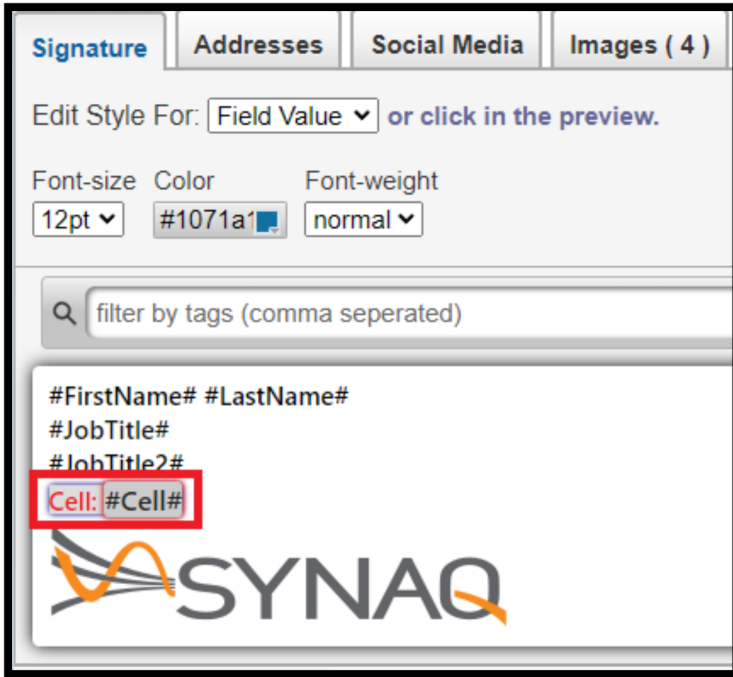 Signature Addresses Social Media Images ( 4 )
Edit Style For: Field Value or click in the preview.
Font-size Color Font-weight
12pt #1071a1 normal
filter by tags (comma seperated)
#FirstName# #LastName#
#JobTitle#
#JobTitle2#
Cell: #Cell#
SYNAQ